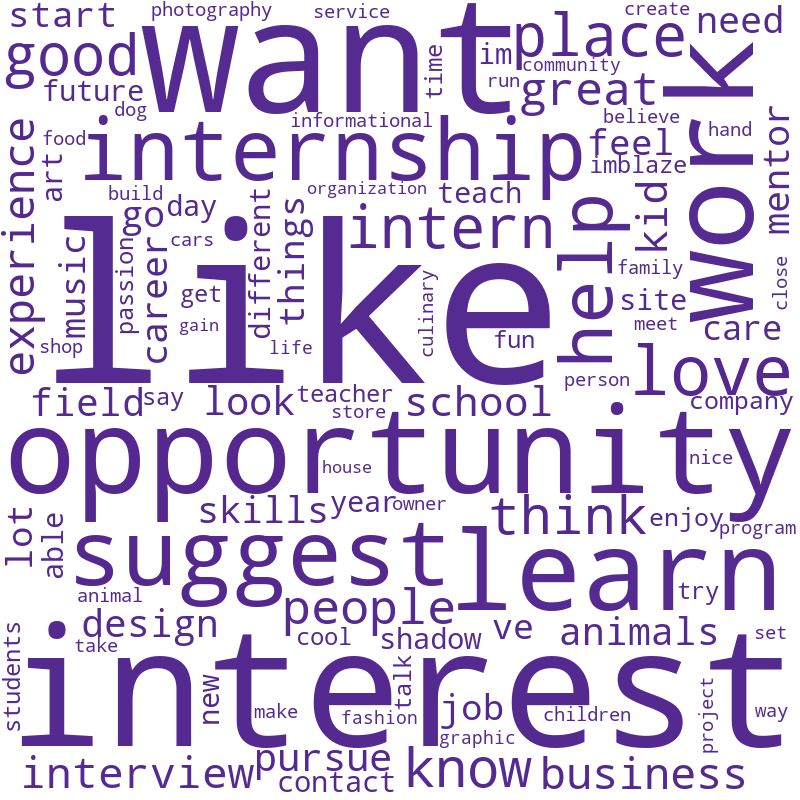 start
photography
service
create
need
good
want
im
place
time
community
future
run
great
work
dog
informational
believe
hand
food
internship
feel
mentor
experience
art
imblaze
build
organization
teach
kid
go
day
different
things
intern
help
music
passion
career
cars
like
family
close
get
site
culinary
gain
meet
care
shop
life
fun
love
person
field
say
look
teacher
school
company
store
opportunity
nice
house
lot
able
skills
year
owner
think
enjoy
program
suggest
learn
animal
people
try
students
design
take
cool
shadow
ve
animals
set
interest
new
make
talk
job
fashion
children
project
way
graphic
interview
pursue
contact
know
business